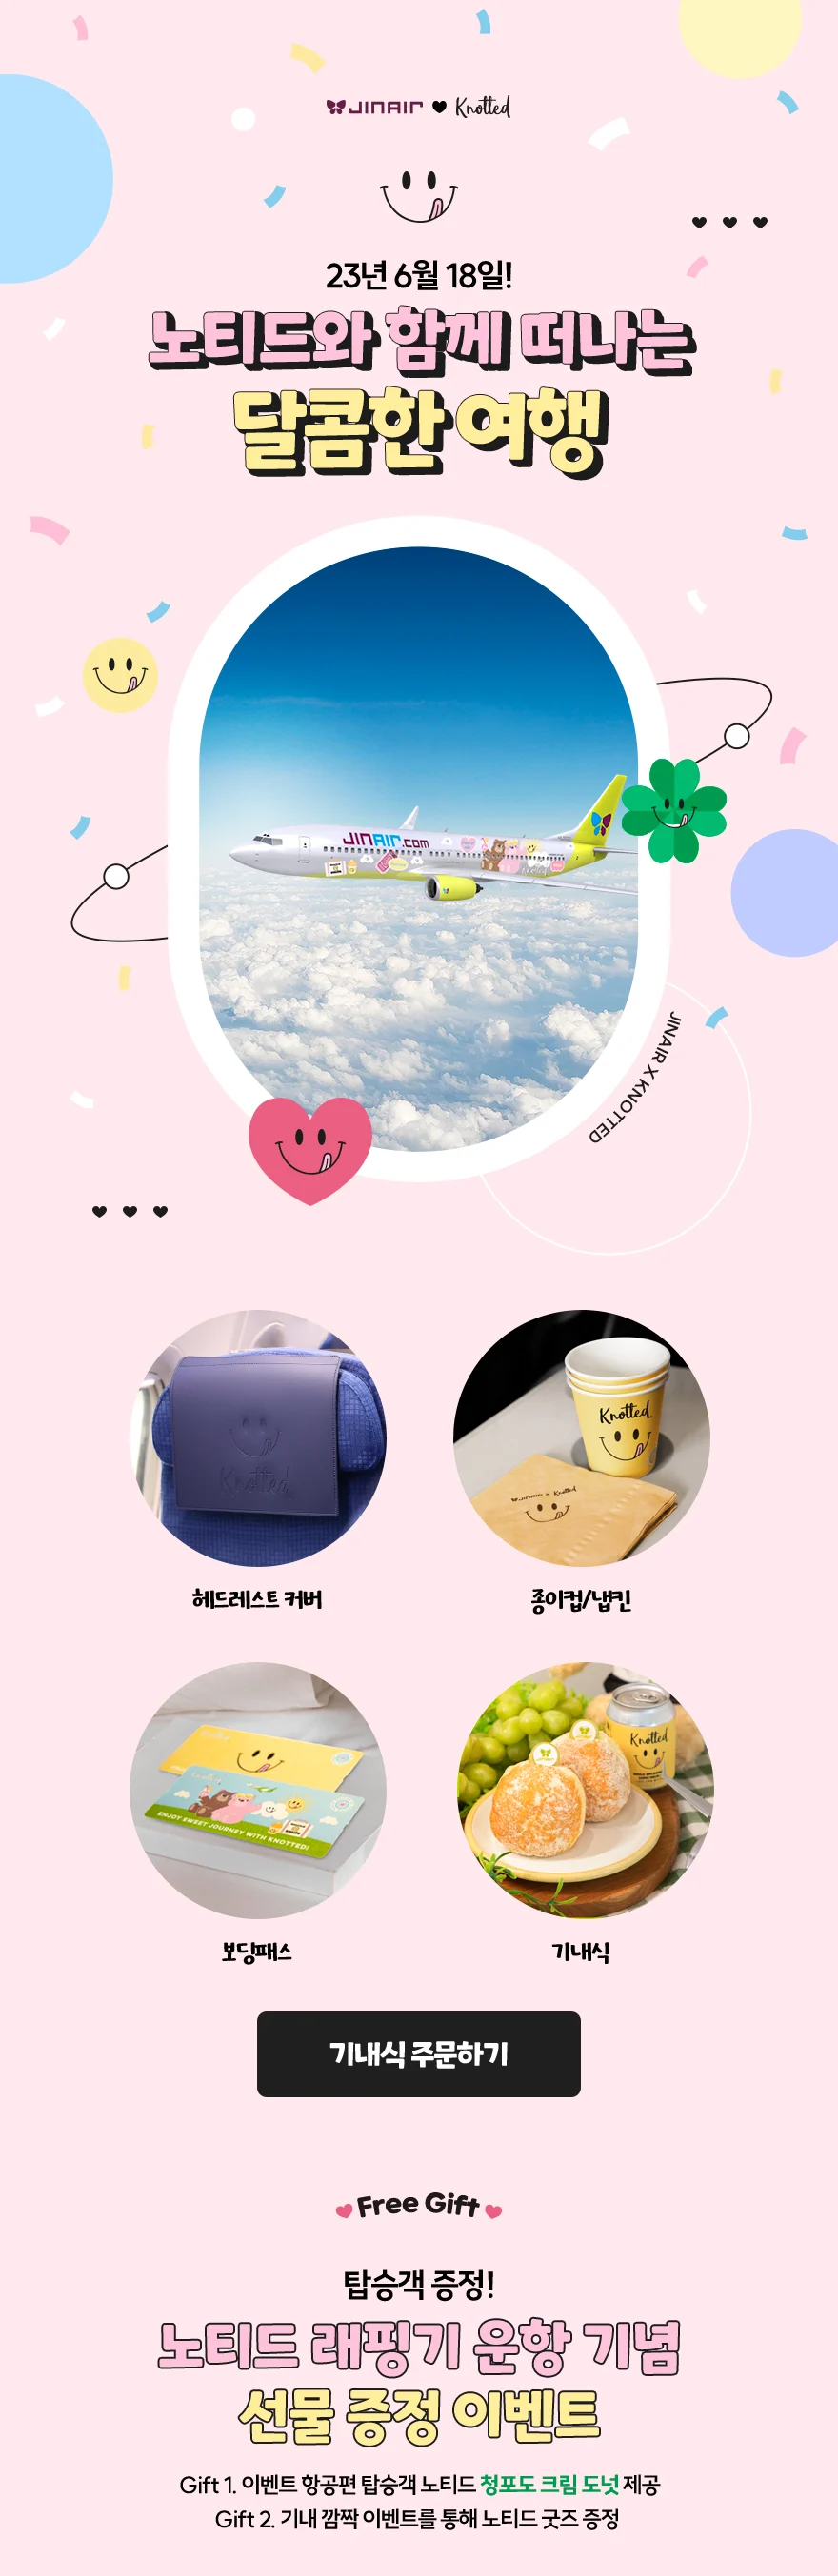 JINAIR Knotted
23년 6월 18일!
노티드와 함께 떠나는
달콤한 여행
JINAIR.com
JINAIR X KNOTTED
Knotted
Knotted
JINAIR x Knotted
헤드레스트 커버
종이컵/냅킨
ENJOY SWEET JOURNEY WITH KNOTTED!
Knotted
보딩패스
기내식
기내식 주문하기
Free Gift
탑승객 증정!
노티드 래핑기 운항 기념
선물 증정 이벤트
Gift 1. 이벤트 항공편 탑승객 노티드 청포도 크림 도넛 제공
Gift 2. 기내 깜짝 이벤트를 통해 노티드 굿즈 증정